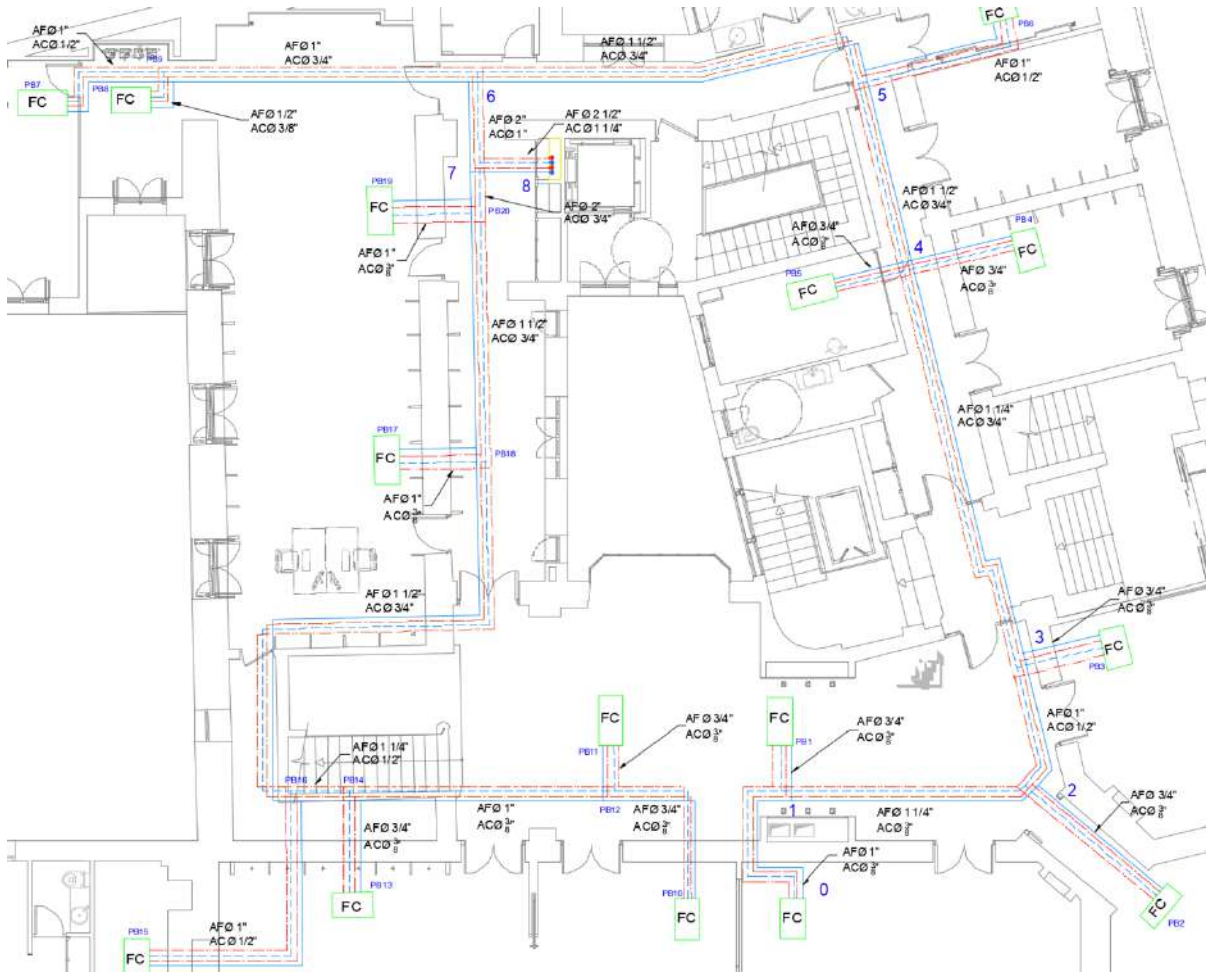 AFØ 1"
ACØ 1/2"
AFØ 1"
ACØ 3/4"
AFØ 1 1/2"
ACØ 3/4"
PB6
FC
AFØ 1"
ACØ 1/2"
PB7
FC
PB8
PB9
FC
AFØ 1/2"
ACØ 3/8"
6
5
AFØ 2"
ACØ 1"
AFØ 2 1/2"
ACØ 1 1/4"
7
8
PB19
FC
PB20
AFØ 2"
ACØ 3/4"
AFØ 1"
ACØ 3/8"
AFØ 1 1/2"
ACØ 3/4"
AFØ 3/4"
ACØ 3/8"
4
PB4
FC
PB5
FC
AFØ 3/4"
ACØ 3/8"
AFØ 1 1/2"
ACØ 3/4"
AFØ 1 1/4"
ACØ 3/4"
PB17
FC
PB18
AFØ 1"
ACØ 3/8"
AFØ 1 1/2"
ACØ 3/4"
AFØ 3/4"
ACØ 3/8"
3
FC
PB3
FC
PB11
AFØ 3/4"
ACØ 3/8"
FC
PB1
AFØ 3/4"
ACØ 3/8"
AFØ 1"
ACØ 1/2"
AFØ 1 1/4"
ACØ 1/2"
PB16
PB14
PB12
2
AFØ 3/4"
ACØ 3/8"
AFØ 1"
ACØ 3/8"
AFØ 3/4"
ACØ 3/8"
1
AFØ 1 1/4"
ACØ 3/8"
AFØ 3/4"
ACØ 3/8"
AFØ 1"
ACØ 3/8"
PB13
FC
PB10
FC
FC
0
FC
PB2
AFØ 1"
ACØ 1/2"
PB15
FC